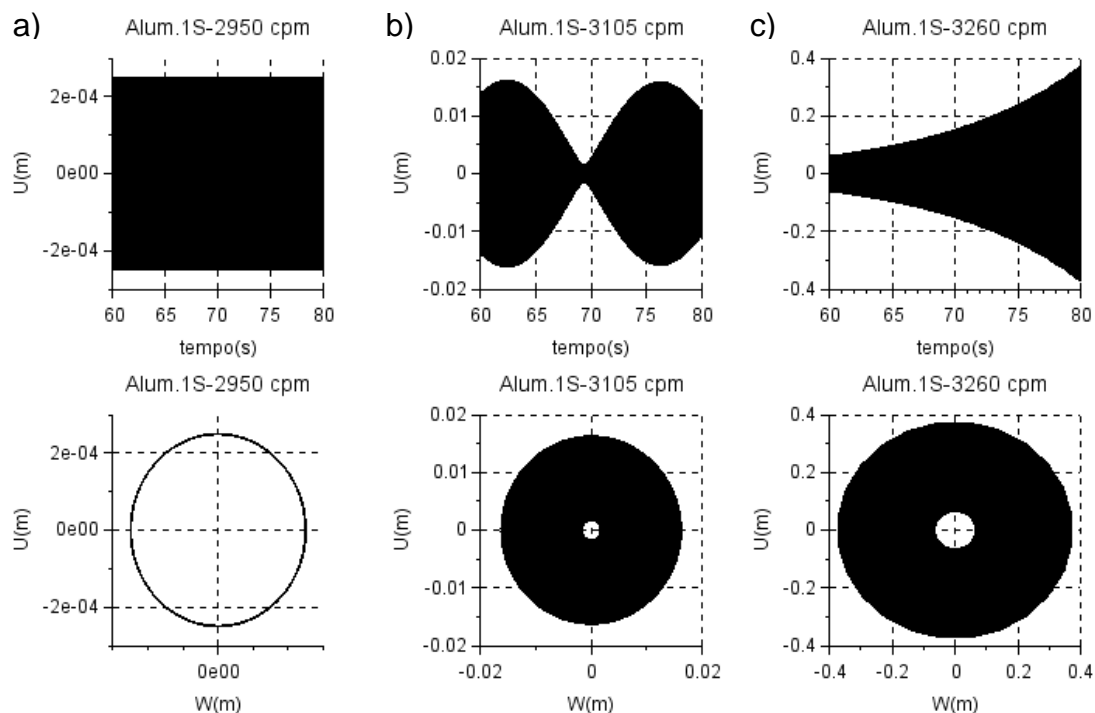 a)
Alum.1S-2950 cpm
2e-04
0e00
-2e-04
U(m)
60 65 70 75 80
tempo(s)
b)
Alum.1S-3105 cpm
0.02
0.01
0
-0.01
-0.02
U(m)
60 65 70 75 80
tempo(s)
c)
Alum.1S-3260 cpm
0.4
0.2
0
-0.2
-0.4
U(m)
60 65 70 75 80
tempo(s)
Alum.1S-2950 cpm
2e-04
0e00
-2e-04
U(m)
0e00
W(m)
Alum.1S-3105 cpm
0.02
0.01
0
-0.01
-0.02
U(m)
-0.02 0 0.02
W(m)
Alum.1S-3260 cpm
0.4
0.2
0
-0.2
-0.4
U(m)
-0.4 -0.2 0 0.2 0.4
W(m)